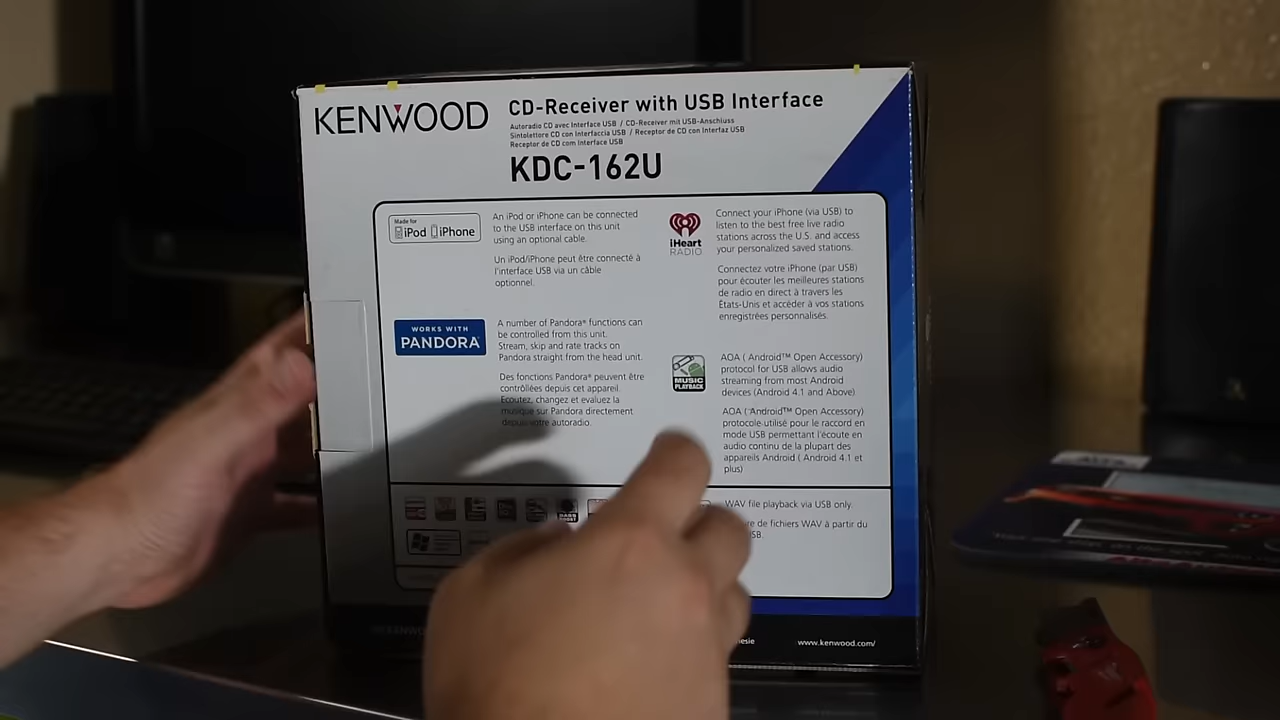 KENWOOD
CD-Receiver with USB Interface
Autoradio CD avec Interface USB / CD-Receiver mit USB-Anschluss
Sintolettore CD con Interfaccia USB / Receptor de CD con Interfaz USB
Receptor de CD com Interface USB
KDC-162U
Made for
iPod iPhone
An iPod or iPhone can be connected
to the USB interface on this unit
using an optional cable.
Un iPod/iPhone peut être connecté à
l'interface USB via un câble
optionnel.
WORKS WITH
PANDORA
A number of Pandora® functions can
be controlled from this unit.
Stream, skip and rate tracks on
Pandora straight from the head unit.
Des fonctions Pandora® peuvent être
contrôlées depuis cet appareil.
Ecoutez, changez et evaluez la
musique sur Pandora directement
depuis votre autoradio.
iHeart
RADIO
Connect your iPhone (via USB) to
listen to the best free live radio
stations across the U.S. and access
your personalized saved stations.
Connectez votre iPhone (par USB)
pour écouter les meilleures stations
de radio en direct à travers les
États-Unis et accéder à vos stations
enregistrées personnalisés.
MUSIC
PLAYBACK
AOA ( Android™ Open Accessory)
protocol for USB allows audio
streaming from most Android
devices (Android 4.1 and Above)
AOA ( Android™ Open Accessory)
protocole utilisé pour le raccord en
mode USB permettant l'écoute en
audio continu de la plupart des
appareils Android ( Android 4.1 et
plus)
BASS
BOOST
WAV file playback via USB only.
re de fichiers WAV à partir du
SB.
www.kenwood.com/